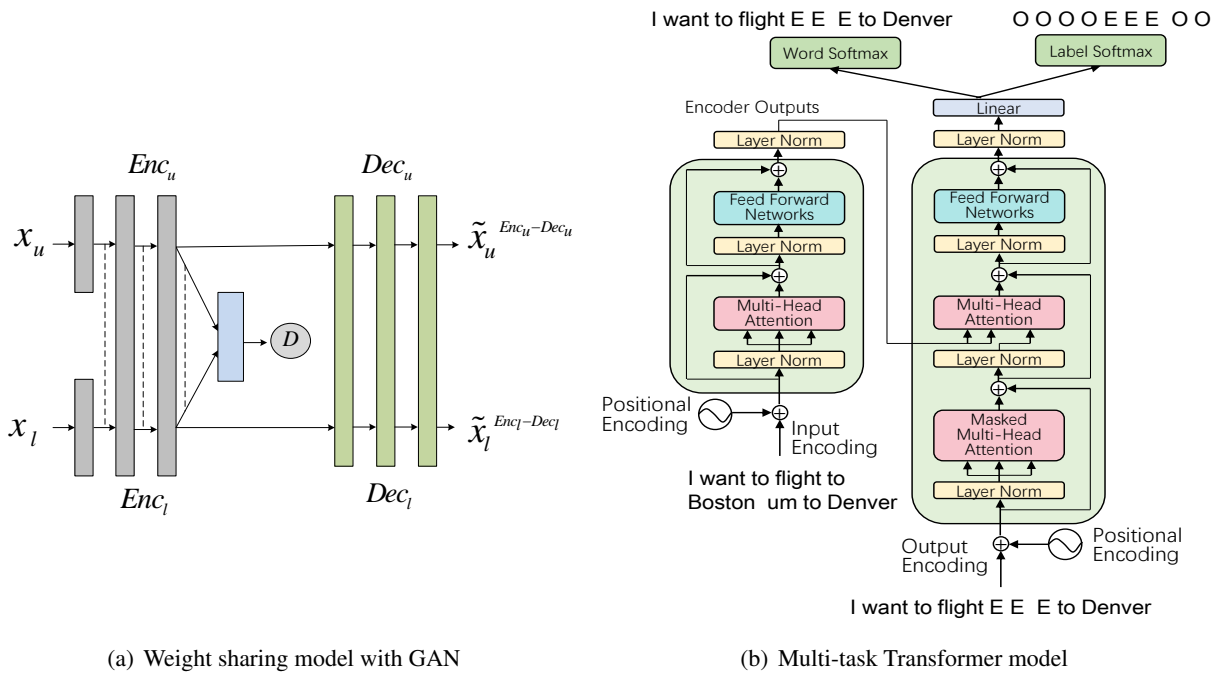 Enc_u
Dec_u
x_u
x̃_u^{Enc_u–Dec_u}
D
x_l
x̃_l^{Enc_l–Dec_l}
Enc_l
Dec_l
(a) Weight sharing model with GAN
I want to flight E E E to Denver
O O O O E E E O O
Word Softmax
Label Softmax
Encoder Outputs
Linear
Layer Norm
Layer Norm
Feed Forward
Networks
Feed Forward
Networks
Layer Norm
Layer Norm
Multi-Head
Attention
Multi-Head
Attention
Layer Norm
Layer Norm
Positional
Encoding
Input
Encoding
Masked
Multi-Head
Attention
I want to flight to
Boston um to Denver
Layer Norm
Output
Encoding
Positional
Encoding
I want to flight E E E to Denver
(b) Multi-task Transformer model